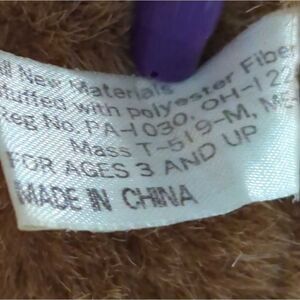 ll New Materials
tuffed with polyester Fiber
Reg No. PA-1030, OH-122
Mass T-519-M, ME-
FOR AGES 3 AND UP
MADE IN CHINA